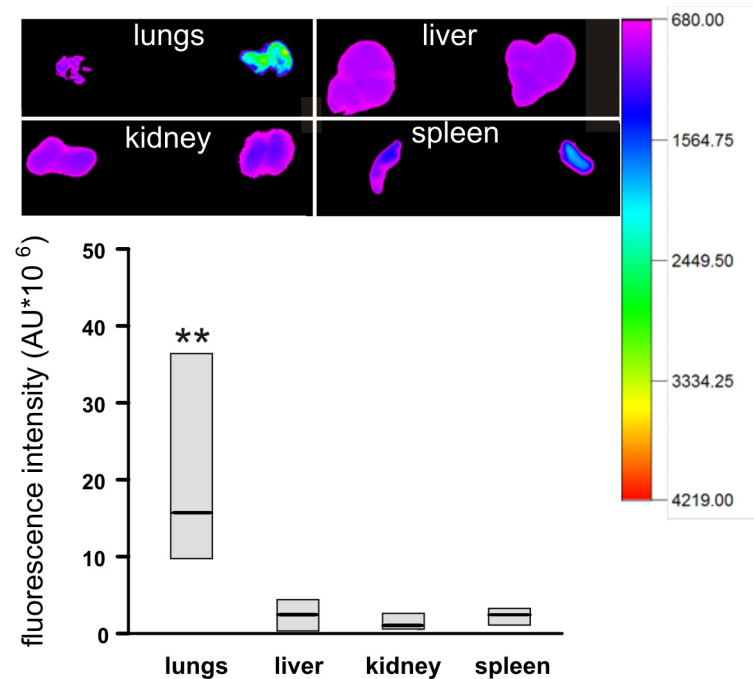 lungs
liver
kidney
spleen
680.00
1564.75
2449.50
3334.25
4219.00
fluorescence intensity (AU*10 6)
50
40
30
20
10
0
**
lungs
liver
kidney
spleen